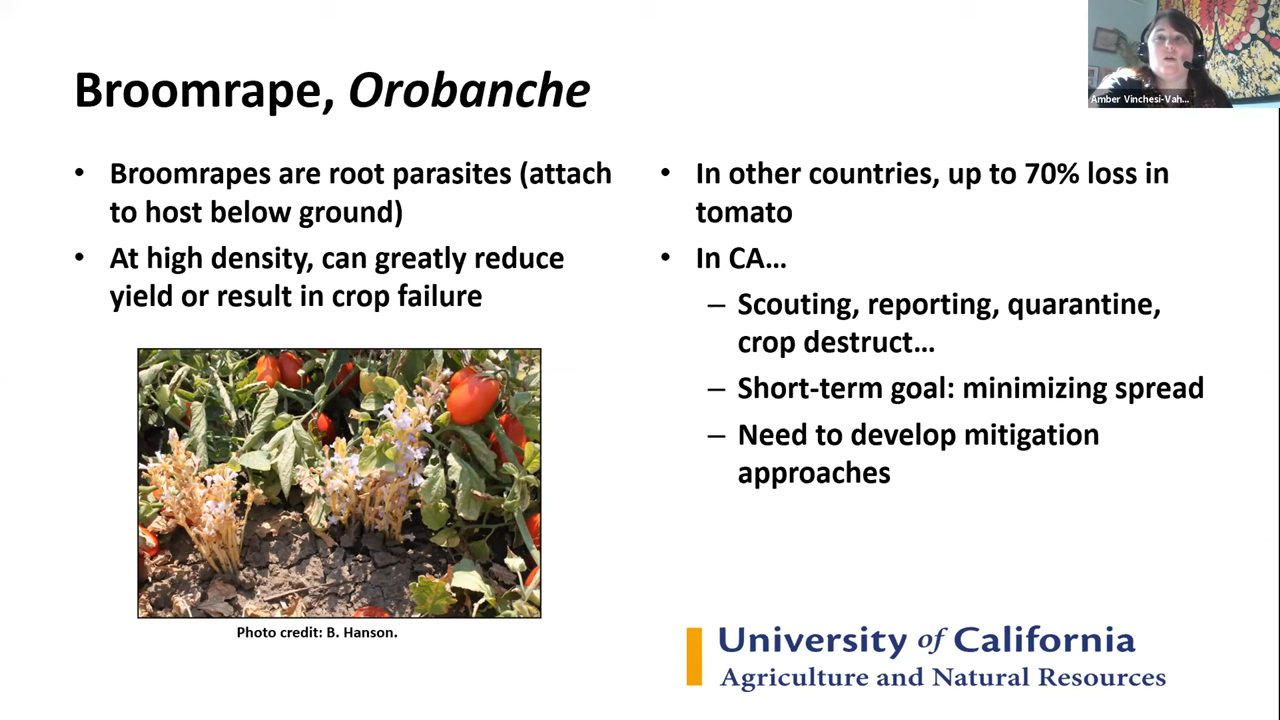 Broomrape, Orobanche
• Broomrapes are root parasites (attach
to host below ground)
• At high density, can greatly reduce
yield or result in crop failure
Photo credit: B. Hanson.
• In other countries, up to 70% loss in
tomato
• In CA…
– Scouting, reporting, quarantine,
crop destruct…
– Short-term goal: minimizing spread
– Need to develop mitigation
approaches
University of California
Agriculture and Natural Resources
Amber Vinchesi-Vah...